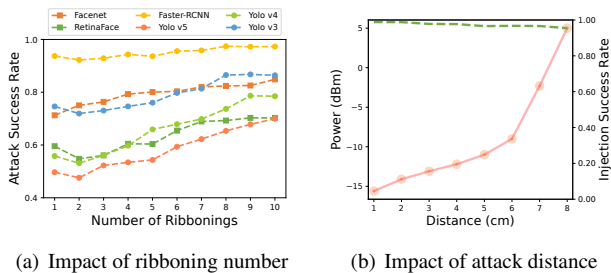 Facenet
RetinaFace
Faster-RCNN
Yolo v5
Yolo v4
Yolo v3
Attack Success Rate
1.0
0.8
0.6
0.4
1 2 3 4 5 6 7 8 9 10
Number of Ribbonings
(a) Impact of ribboning number
Power (dBm)
5
0
−5
−10
−15
1 2 3 4 5 6 7 8
Distance (cm)
1.00
0.80
0.60
0.40
0.20
0.00
Injection Success Rate
(b) Impact of attack distance